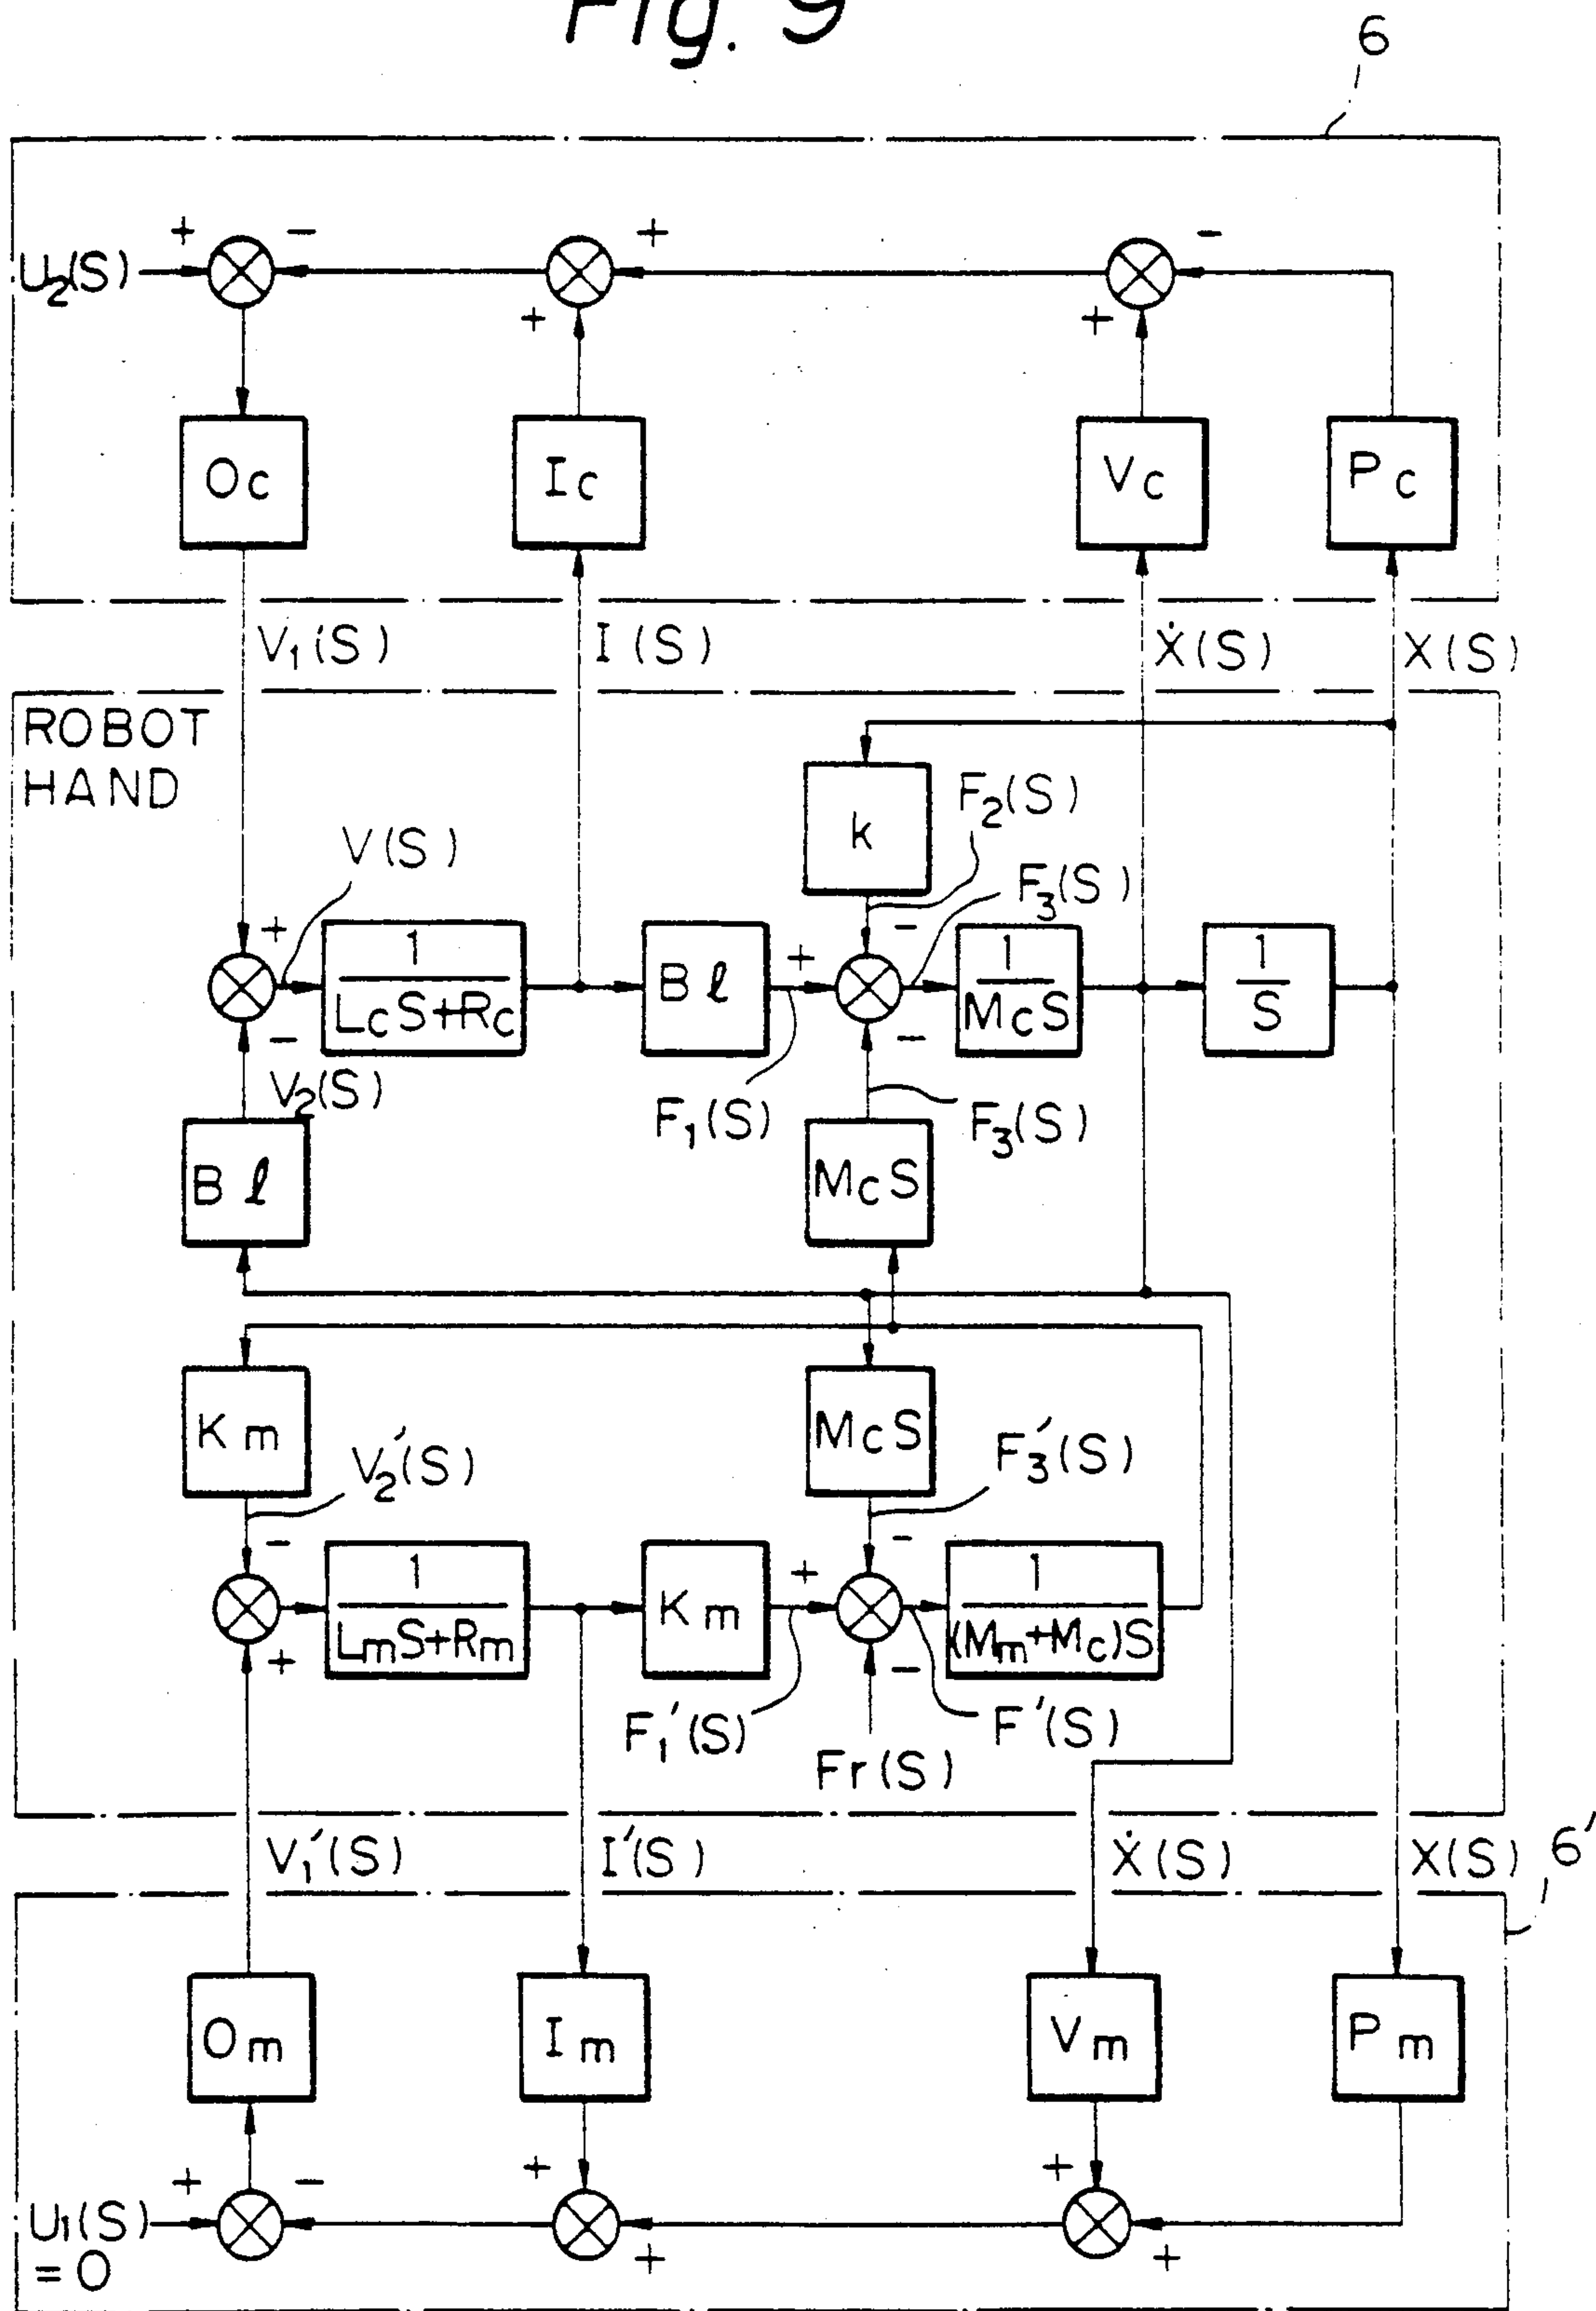 Fig. 9
6
+ - + -
U2(S)
+ +
Oc Ic Vc Pc
V1(S) I(S) Ẋ(S) X(S)
ROBOT
HAND
k F2(S)
V(S) F3(S)
+ 1 + - 1 1
LcS+Rc Bℓ McS S
- -
V2(S) F1(S) F3(S)
Bℓ McS
Km McS
V2'(S) F3'(S)
- 1 + - 1
LmS+Rm Km (Mm+Mc)S
+ -
F1'(S) F'(S)
Fr(S)
V1'(S) I'(S) Ẋ(S) X(S) 6'
Om Im Vm Pm
+ - + +
U1(S)
=0 + +